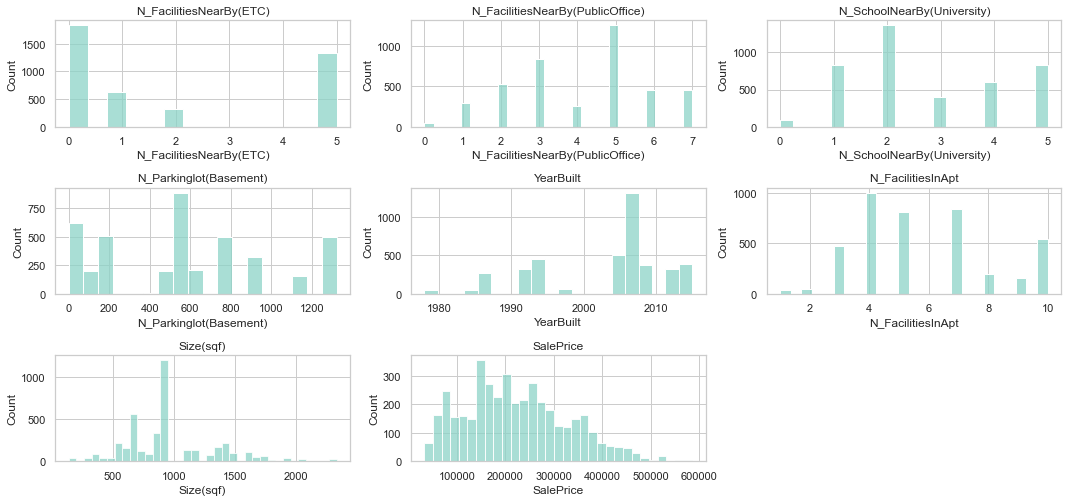 N_FacilitiesNearBy(ETC)
Count
1500
1000
500
0
0 1 2 3 4 5
N_FacilitiesNearBy(ETC)
N_FacilitiesNearBy(PublicOffice)
Count
1000
500
0
0 1 2 3 4 5 6 7
N_FacilitiesNearBy(PublicOffice)
N_SchoolNearBy(University)
Count
1000
500
0
0 1 2 3 4 5
N_SchoolNearBy(University)
N_Parkinglot(Basement)
Count
750
500
250
0
0 200 400 600 800 1000 1200
N_Parkinglot(Basement)
YearBuilt
Count
1000
500
0
1980 1990 2000 2010
YearBuilt
N_FacilitiesInApt
Count
1000
500
0
2 4 6 8 10
N_FacilitiesInApt
Size(sqf)
Count
1000
500
0
500 1000 1500 2000
Size(sqf)
SalePrice
Count
300
200
100
0
100000 200000 300000 400000 500000 600000
SalePrice